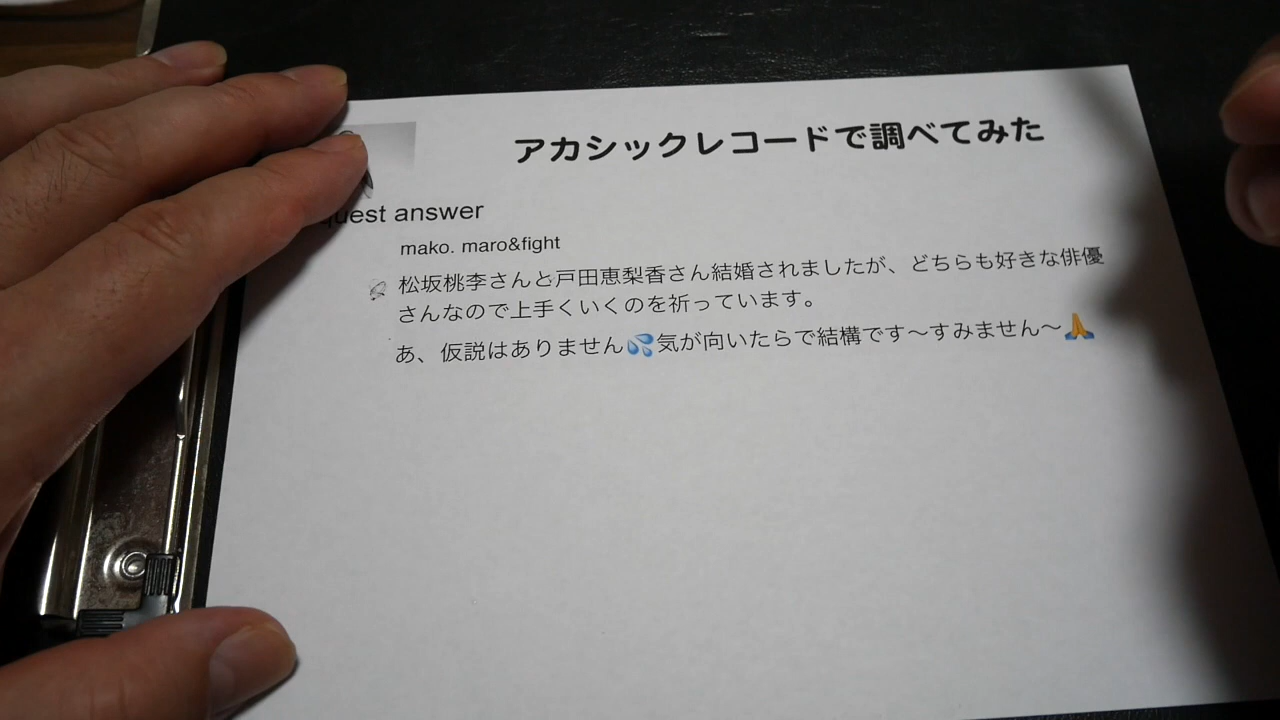 アカシックレコードで調べてみた
quest answer
mako. maro&fight
松坂桃李さんと戸田恵梨香さん結婚されましたが、どちらも好きな俳優
さんなので上手くいくのを祈っています。
あ、仮説はありません💦気が向いたらで結構です〜すみません〜🙏